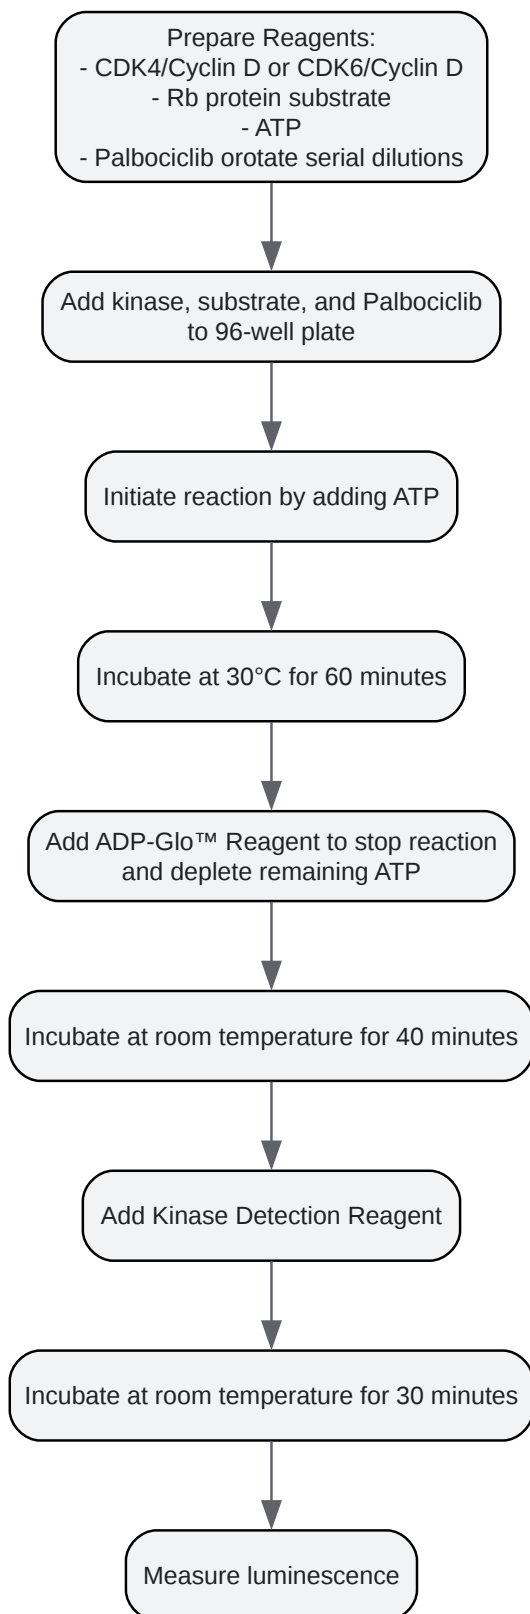 Prepare Reagents:
- CDK4/Cyclin D or CDK6/Cyclin D
- Rb protein substrate
- ATP
- Palbociclib orotate serial dilutions
Add kinase, substrate, and Palbociclib
to 96-well plate
Initiate reaction by adding ATP
Incubate at 30°C for 60 minutes
Add ADP-Glo™ Reagent to stop reaction
and deplete remaining ATP
Incubate at room temperature for 40 minutes
Add Kinase Detection Reagent
Incubate at room temperature for 30 minutes
Measure luminescence